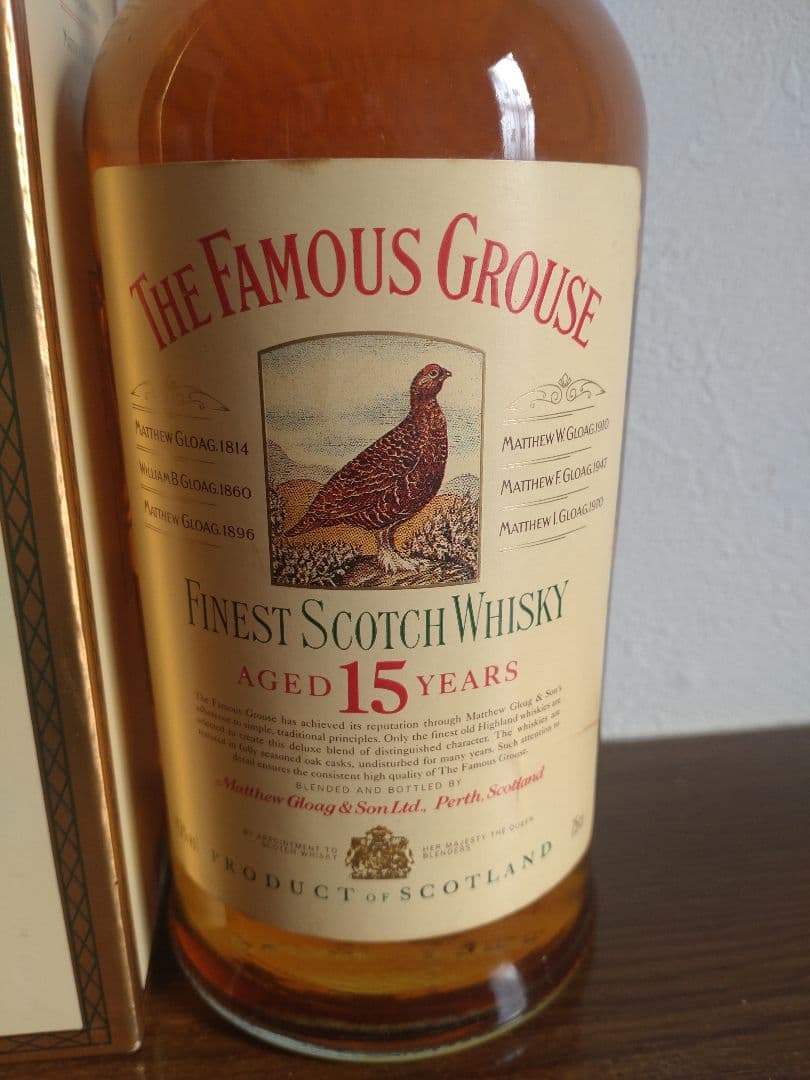 THE FAMOUS GROUSE
MATTHEW GLOAG.1814
WILLIAM B GLOAG.1860
MATTHEW GLOAG.1896
MATTHEW W. GLOAG.1910
MATTHEW F. GLOAG.1947
MATTHEW I. GLOAG.1970
FINEST SCOTCH WHISKY
AGED 15 YEARS
The Famous Grouse has achieved its reputation through Matthew Gloag & Son's
adherence to simple, traditional principles. Only the finest old Highland whiskies are
selected to create this deluxe blend of distinguished character. The whiskies are
matured in fully seasoned oak casks, undisturbed for many years. Such attention to
detail ensures the consistent high quality of The Famous Grouse.
BLENDED AND BOTTLED BY
Matthew Gloag & Son Ltd., Perth, Scotland
BY APPOINTMENT TO HER MAJESTY THE QUEEN
SCOTCH WHISKY BLENDERS
75cl
PRODUCT OF SCOTLAND